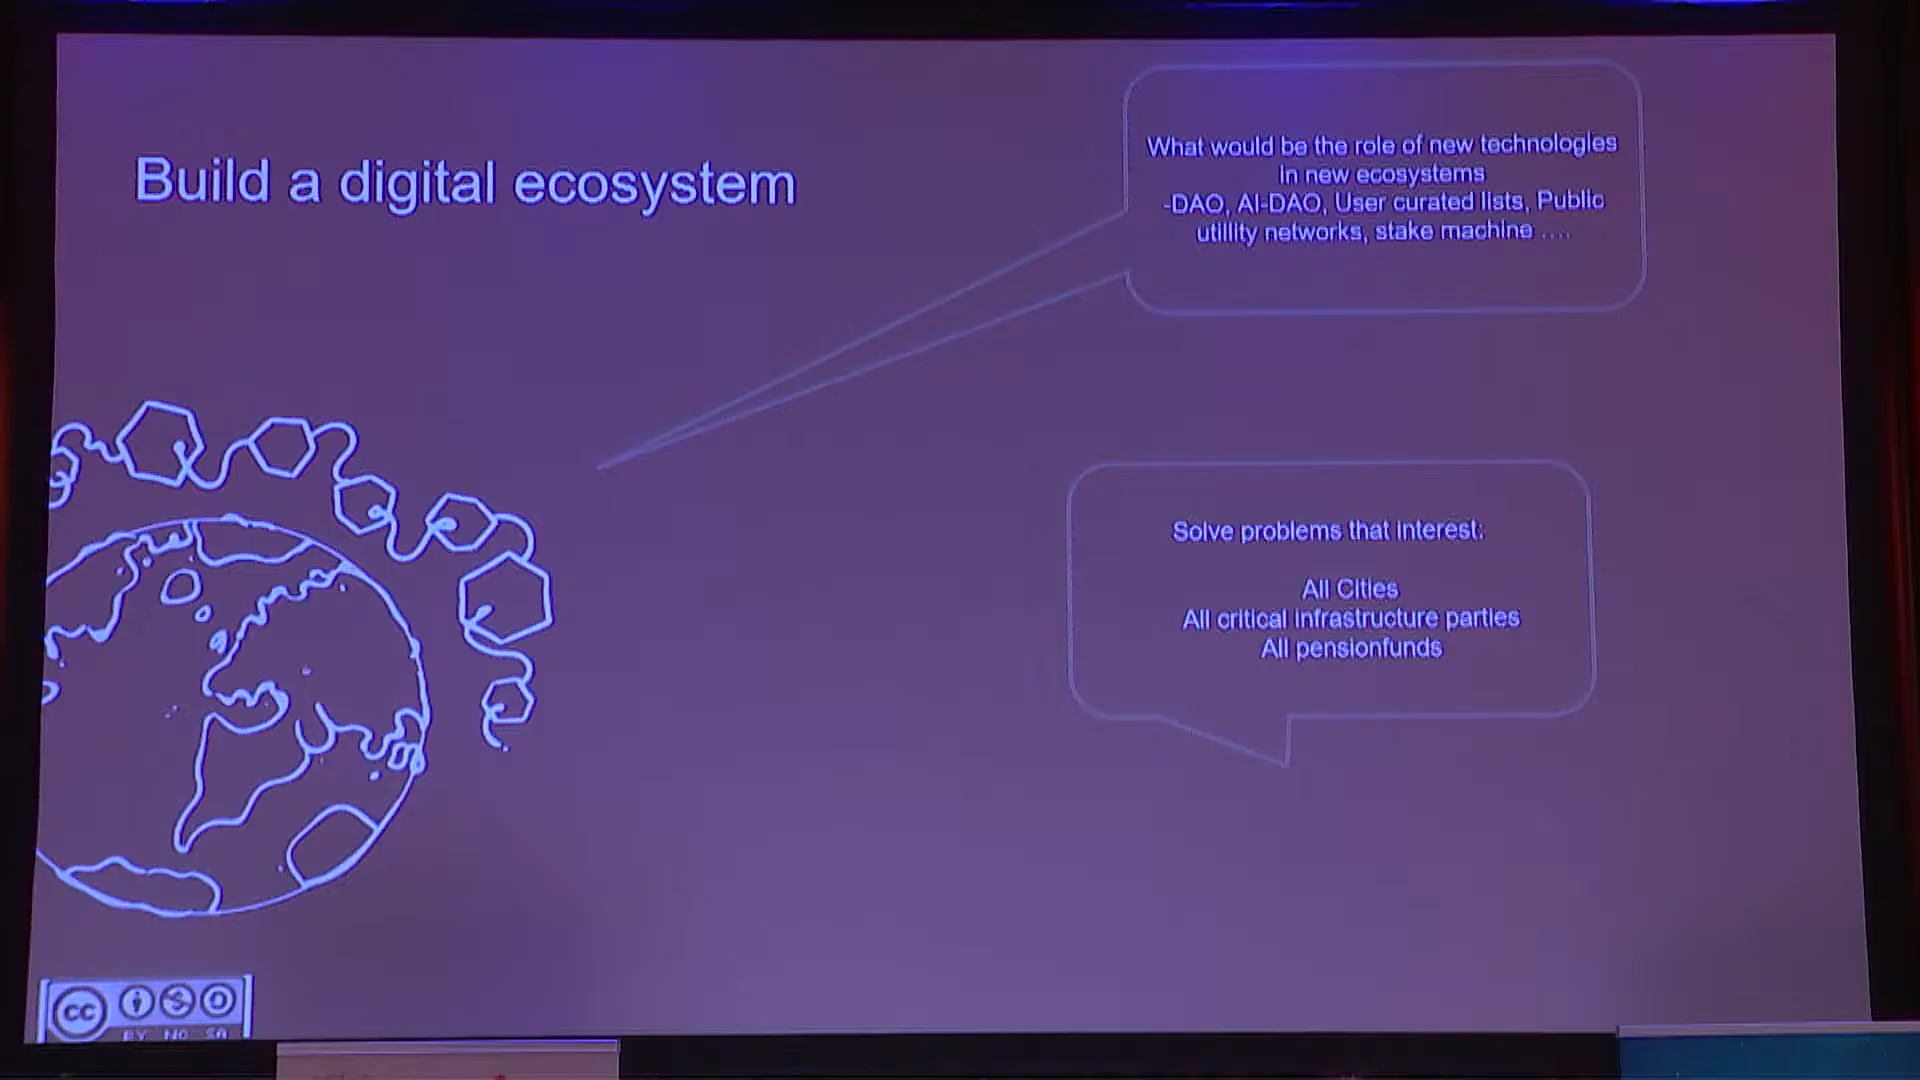 Build a digital ecosystem
What would be the role of new technologies
in new ecosystems
-DAO, AI-DAO, User curated lists, Public
utility networks, stake machine ....
Solve problems that interest:
All Cities
All critical infrastructure parties
All pensionfunds
CC
BY NC SA